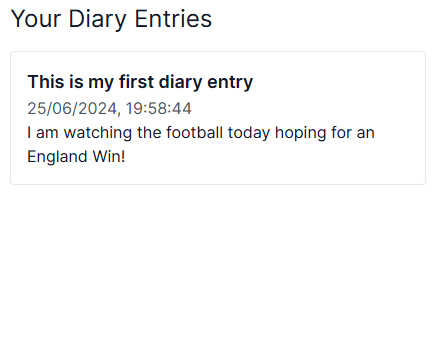 Your Diary Entries
This is my first diary entry
25/06/2024, 19:58:44
I am watching the football today hoping for an
England Win!